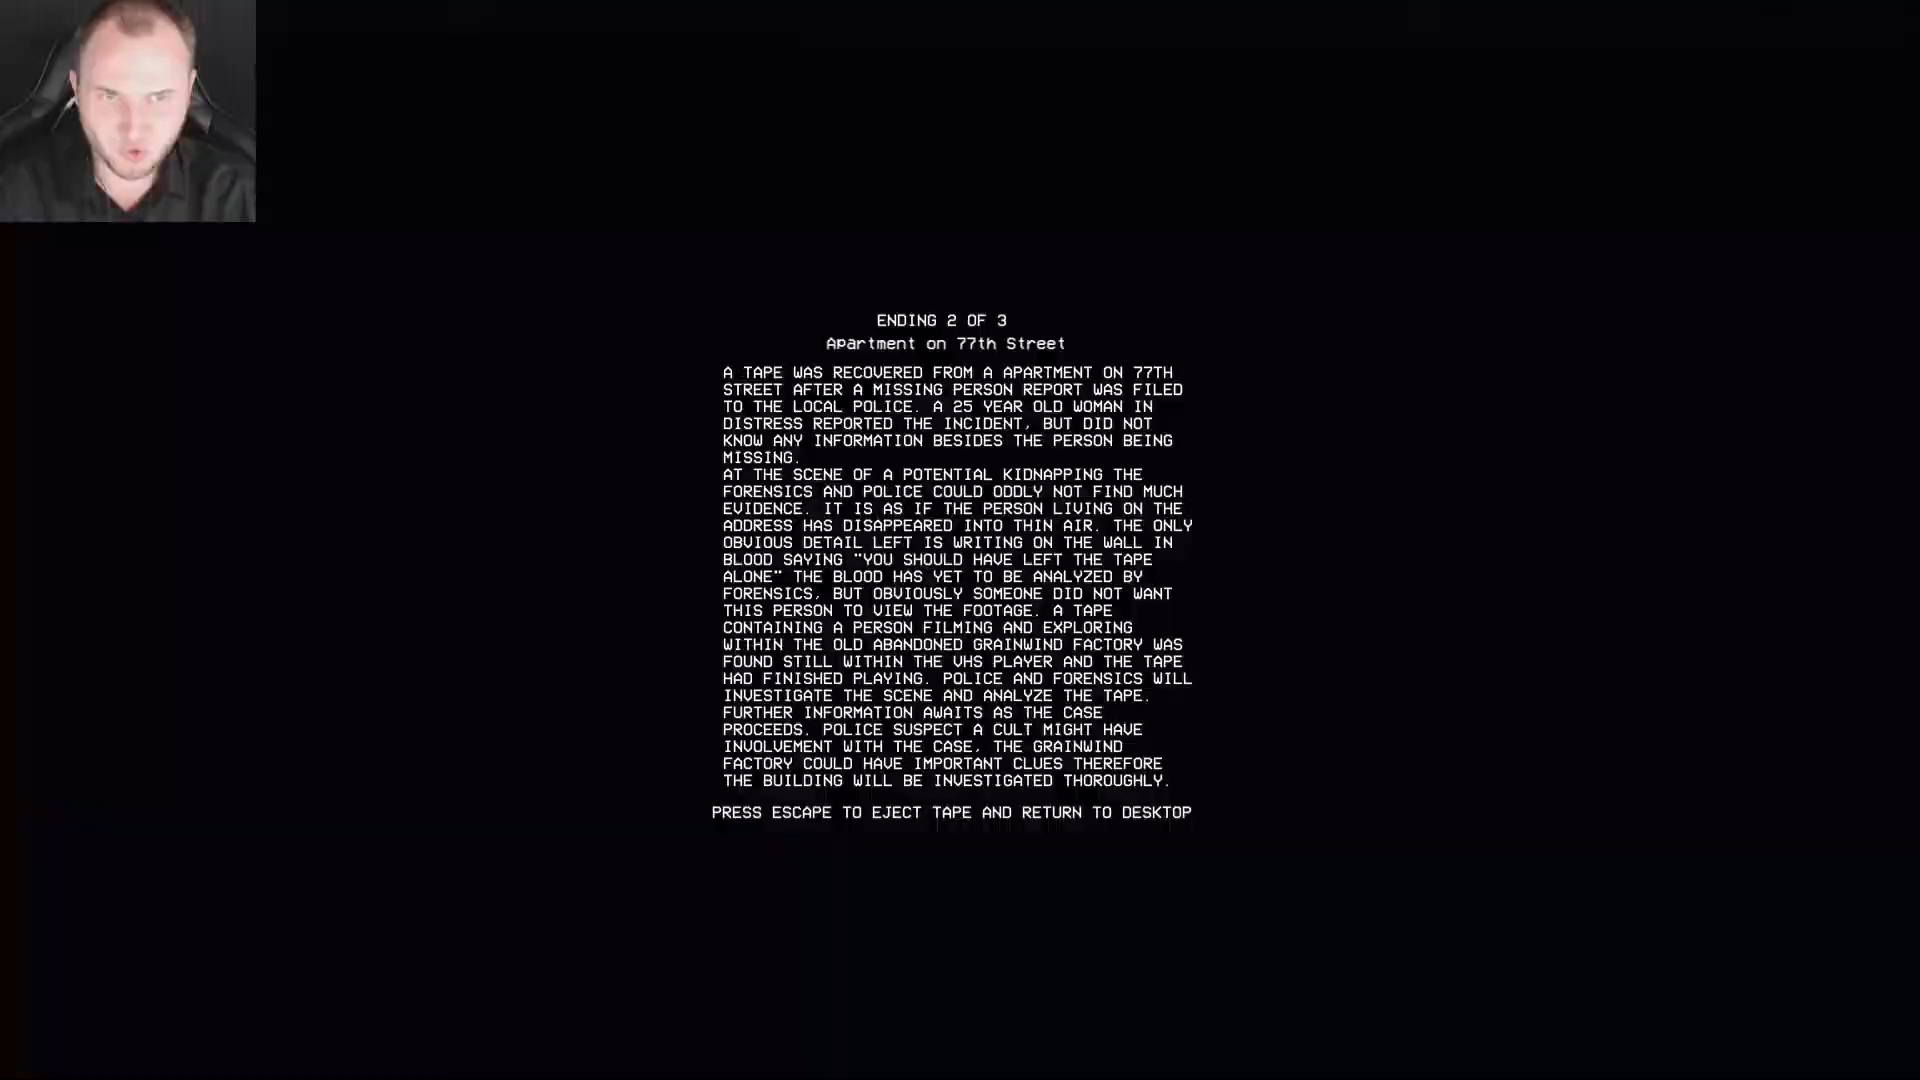 ENDING 2 OF 3
Apartment on 77th Street
A TAPE WAS RECOVERED FROM A APARTMENT ON 77TH
STREET AFTER A MISSING PERSON REPORT WAS FILED
TO THE LOCAL POLICE. A 25 YEAR OLD WOMAN IN
DISTRESS REPORTED THE INCIDENT, BUT DID NOT
KNOW ANY INFORMATION BESIDES THE PERSON BEING
MISSING.
AT THE SCENE OF A POTENTIAL KIDNAPPING THE
FORENSICS AND POLICE COULD ODDLY NOT FIND MUCH
EVIDENCE. IT IS AS IF THE PERSON LIVING ON THE
ADDRESS HAS DISAPPEARED INTO THIN AIR. THE ONLY
OBVIOUS DETAIL LEFT IS WRITING ON THE WALL IN
BLOOD SAYING "YOU SHOULD HAVE LEFT THE TAPE
ALONE" THE BLOOD HAS YET TO BE ANALYZED BY
FORENSICS, BUT OBVIOUSLY SOMEONE DID NOT WANT
THIS PERSON TO VIEW THE FOOTAGE. A TAPE
CONTAINING A PERSON FILMING AND EXPLORING
WITHIN THE OLD ABANDONED GRAINWIND FACTORY WAS
FOUND STILL WITHIN THE VHS PLAYER AND THE TAPE
HAD FINISHED PLAYING. POLICE AND FORENSICS WILL
INVESTIGATE THE SCENE AND ANALYZE THE TAPE.
FURTHER INFORMATION AWAITS AS THE CASE
PROCEEDS. POLICE SUSPECT A CULT MIGHT HAVE
INVOLVEMENT WITH THE CASE, THE GRAINWIND
FACTORY COULD HAVE IMPORTANT CLUES THEREFORE
THE BUILDING WILL BE INVESTIGATED THOROUGHLY.
PRESS ESCAPE TO EJECT TAPE AND RETURN TO DESKTOP